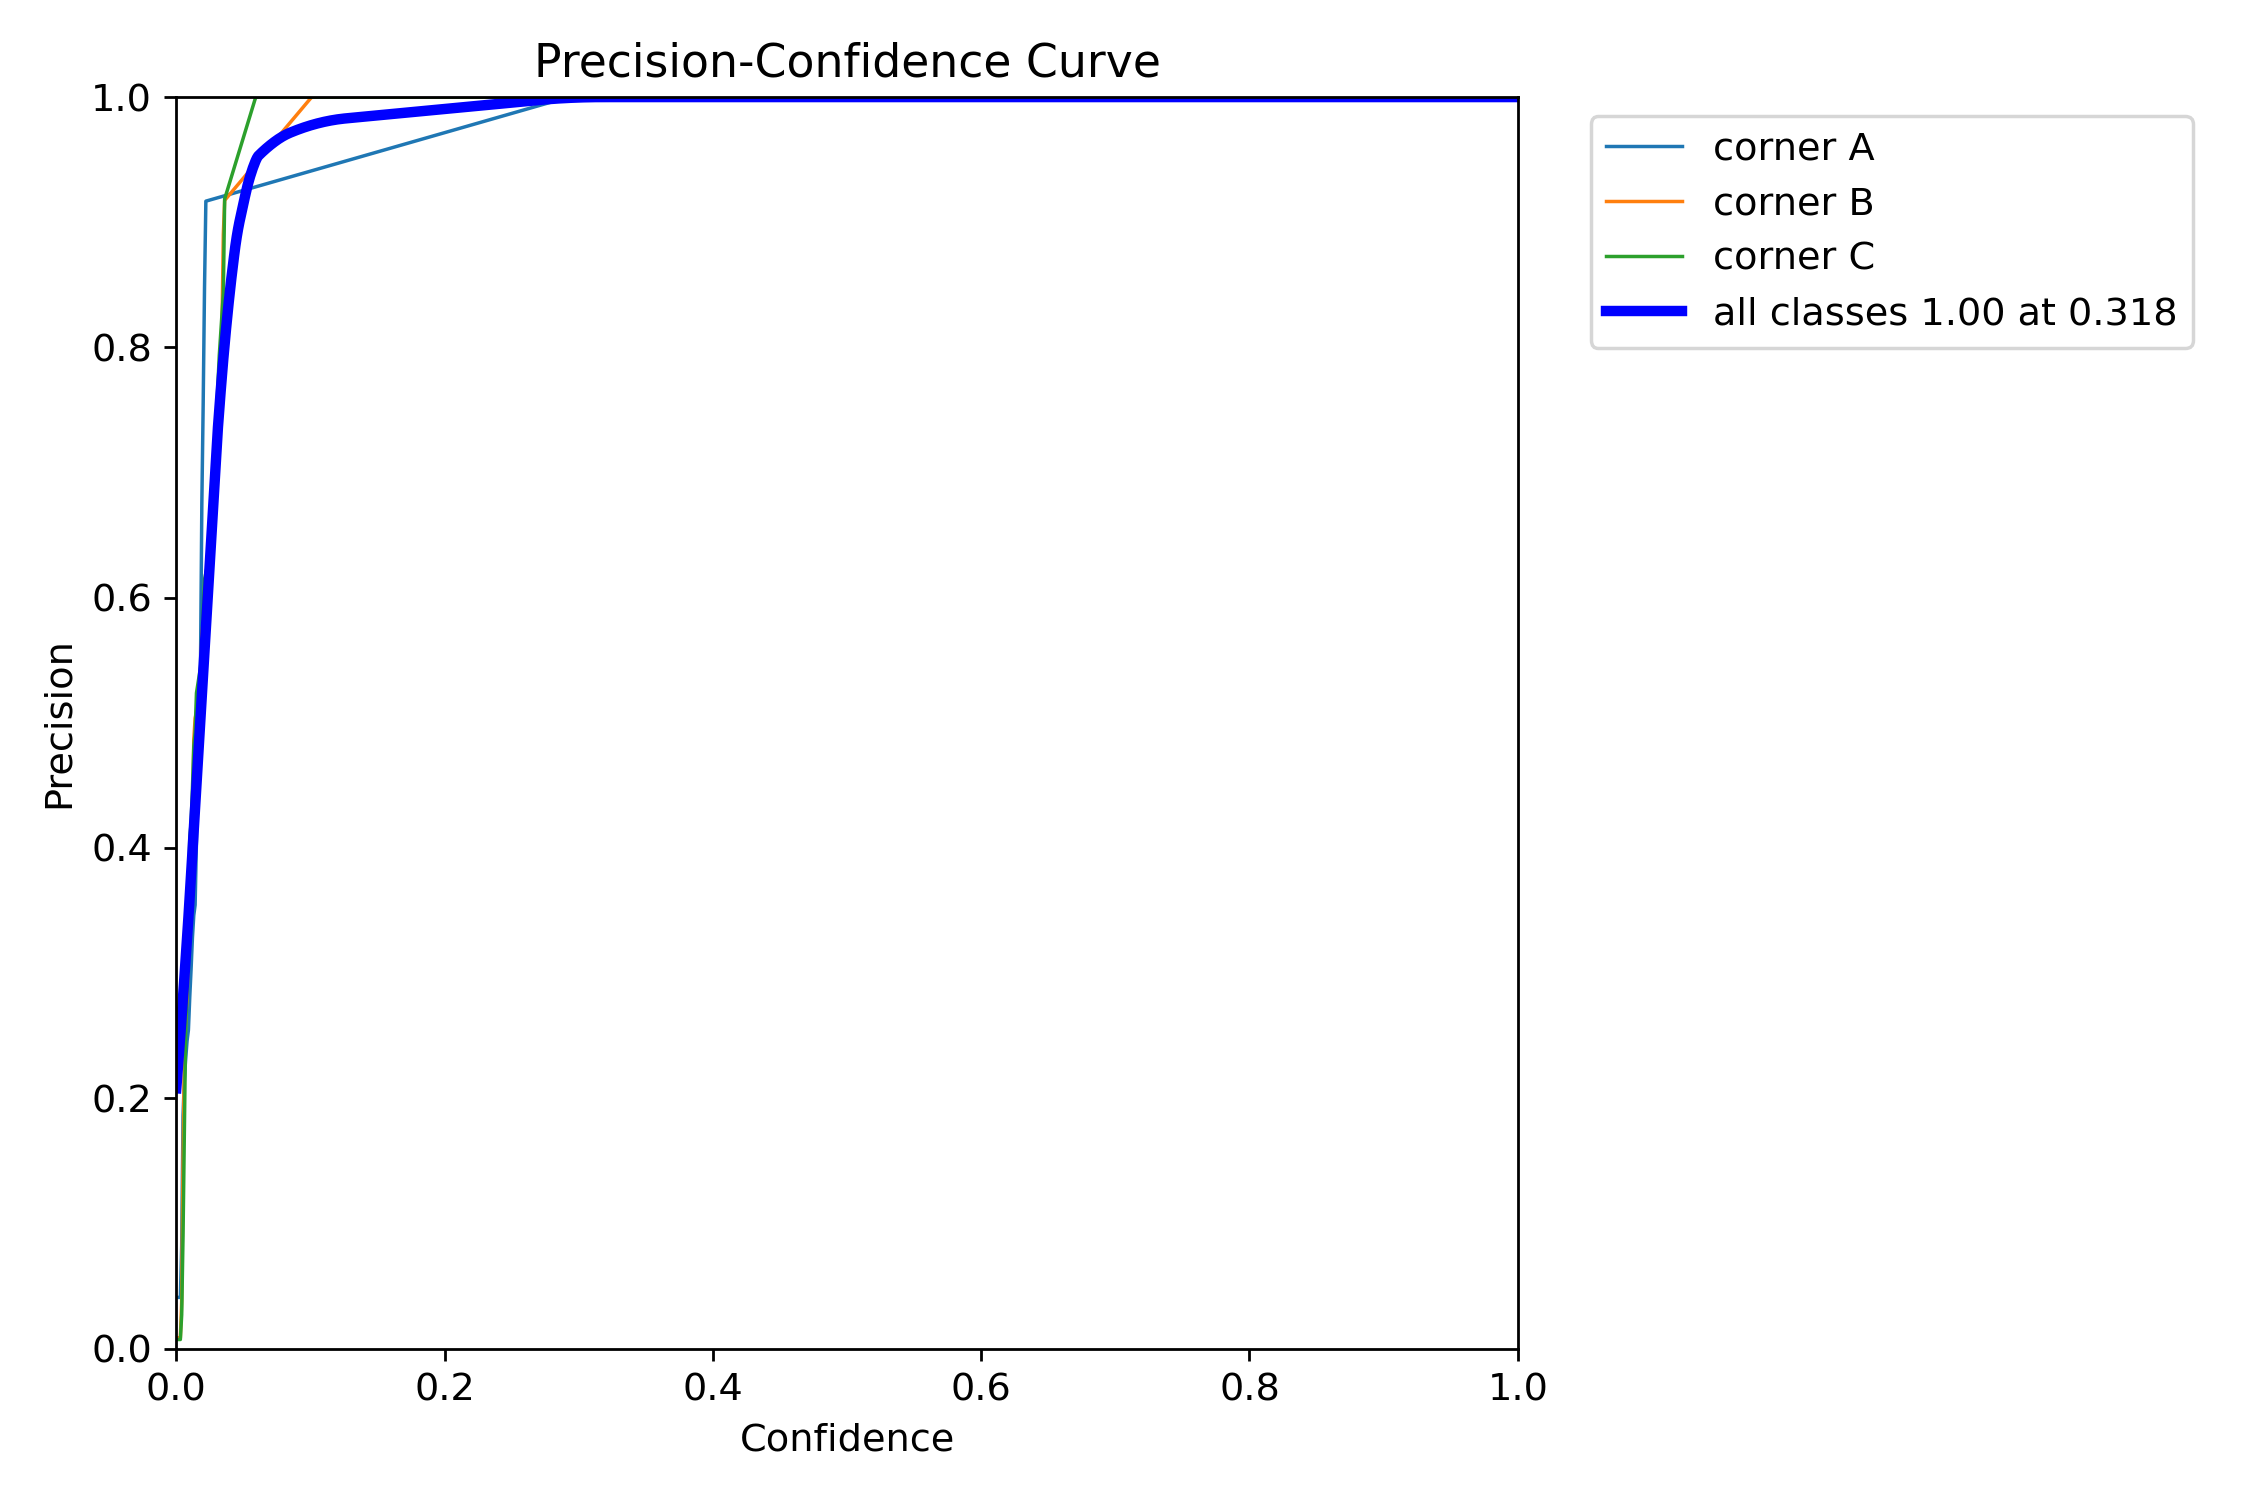 Precision-Confidence Curve
1.0
0.8
0.6
0.4
0.2
0.0
Precision
0.0 0.2 0.4 0.6 0.8 1.0
Confidence
corner A
corner B
corner C
all classes 1.00 at 0.318